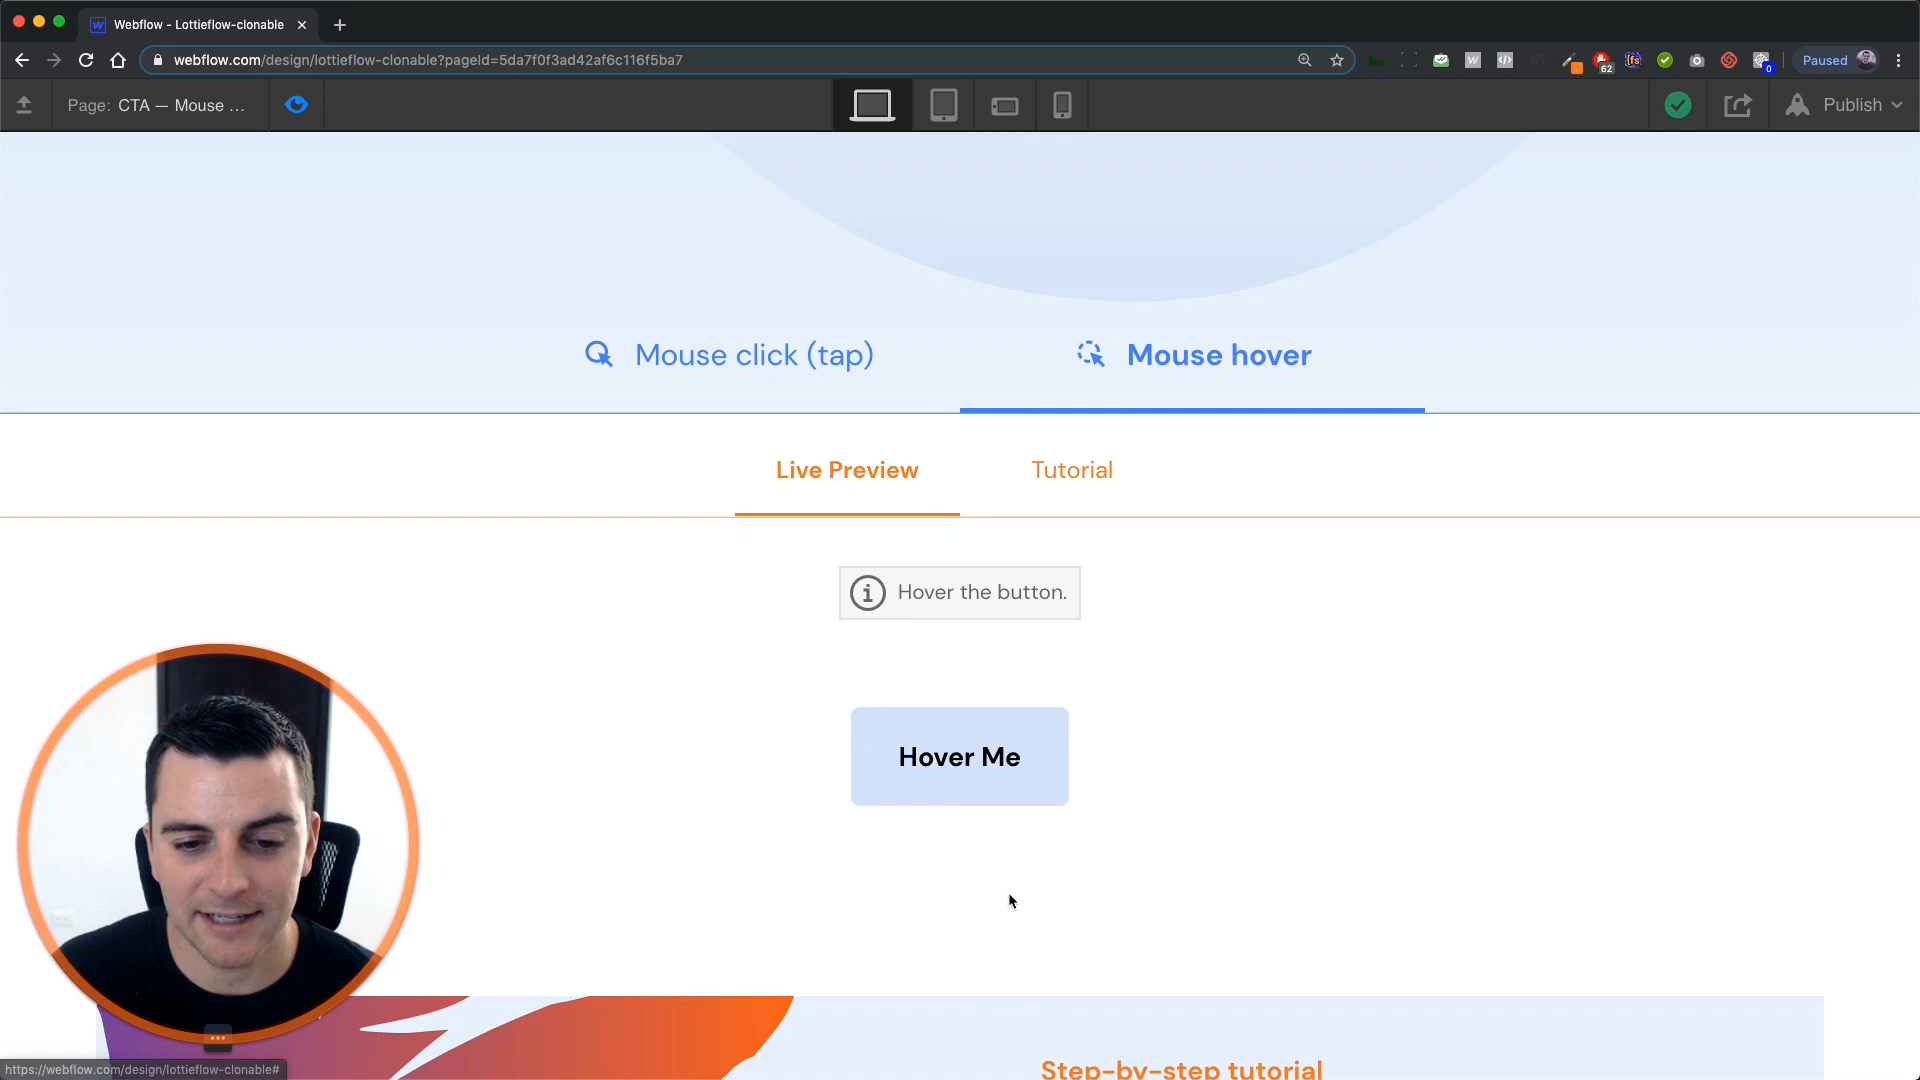 Webflow - Lottieflow-clonable
webflow.com/design/lottieflow-clonable?pageId=5da7f0f3ad42af6c116f5ba7
62
0
Paused
Page: CTA — Mouse ...
Publish
Mouse click (tap)
Mouse hover
Live Preview
Tutorial
Hover the button.
Hover Me
Step-by-step tutorial
https://webflow.com/design/lottieflow-clonable#